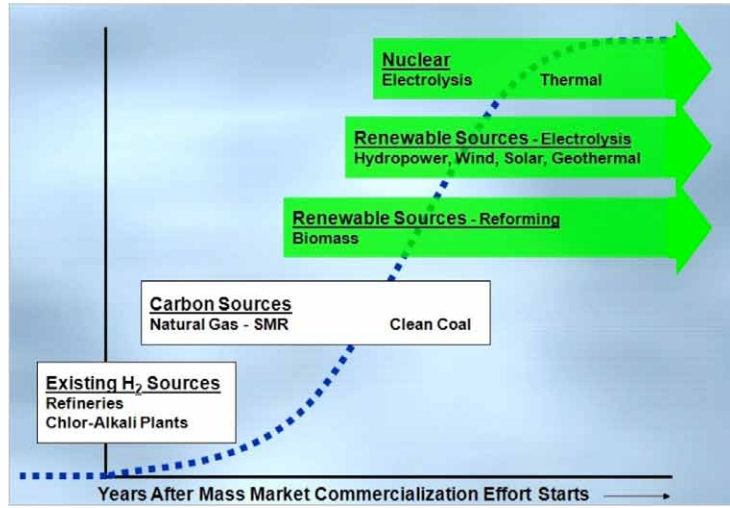 Nuclear
Electrolysis Thermal
Renewable Sources - Electrolysis
Hydropower, Wind, Solar, Geothermal
Renewable Sources - Reforming
Biomass
Carbon Sources
Natural Gas - SMR Clean Coal
Existing H₂ Sources
Refineries
Chlor-Alkali Plants
Years After Mass Market Commercialization Effort Starts